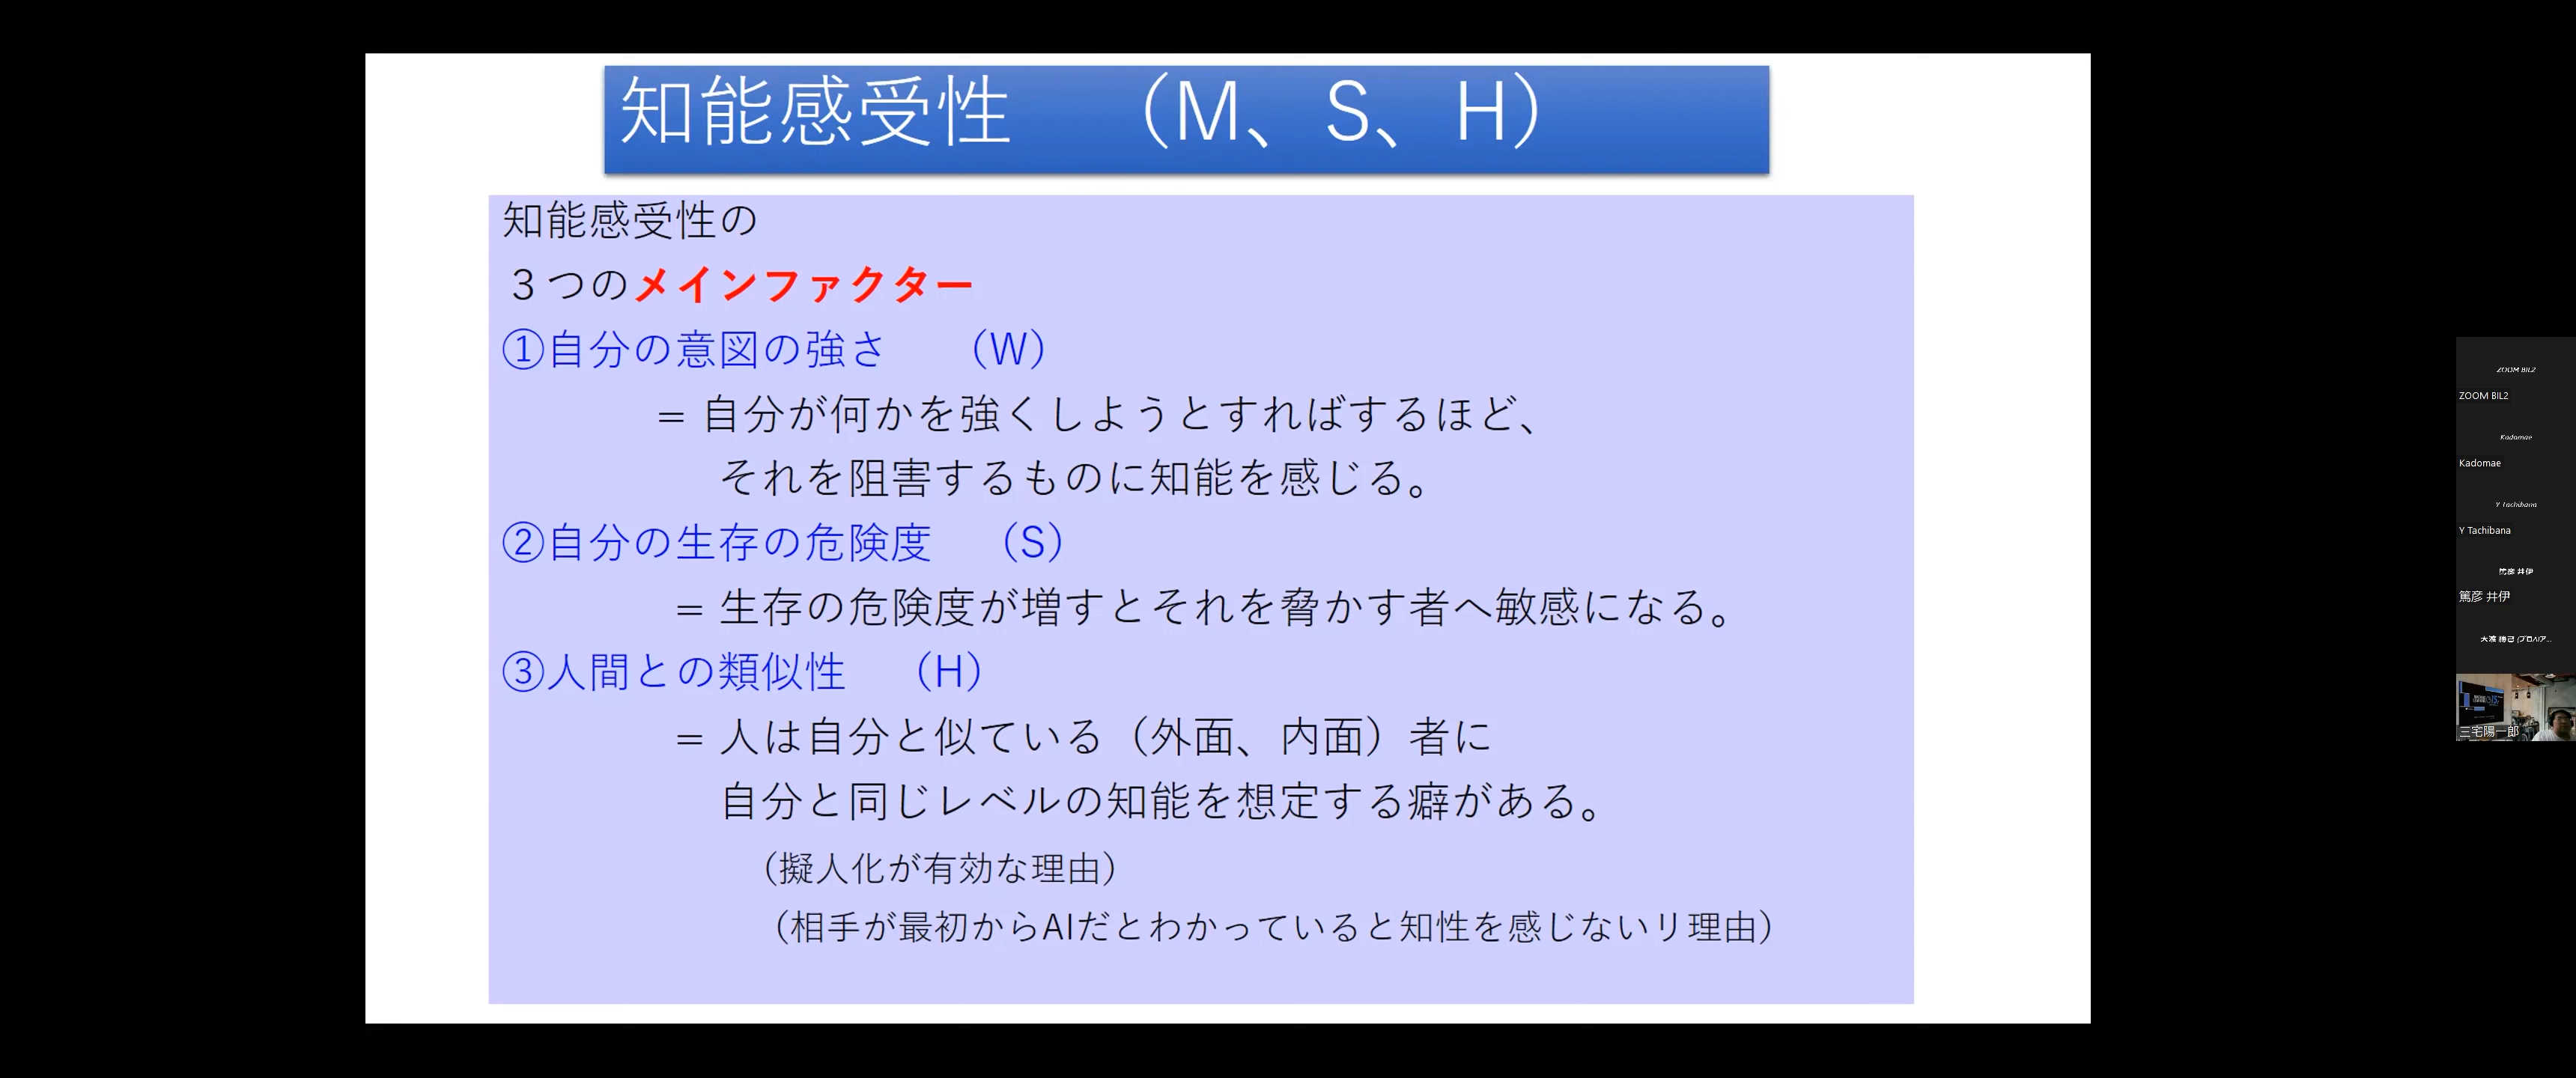 知能感受性　（M、S、H）
知能感受性の
３つのメインファクター
①自分の意図の強さ　（W）
＝ 自分が何かを強くしようとすればするほど、
それを阻害するものに知能を感じる。
②自分の生存の危険度　（S）
＝ 生存の危険度が増すとそれを脅かす者へ敏感になる。
③人間との類似性　（H）
＝ 人は自分と似ている（外面、内面）者に
自分と同じレベルの知能を想定する癖がある。
（擬人化が有効な理由）
（相手が最初からAIだとわかっていると知性を感じないリ理由）
ZOOM BIL2
ZOOM BIL2
Kadomae
Kadomae
Y Tachibana
Y Tachibana
篤彦 井伊
篤彦 井伊
三宅陽一郎